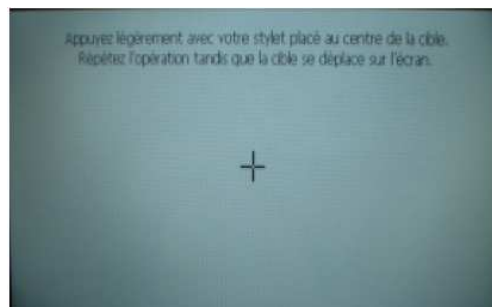 Appuyez légèrement avec votre stylet placé au centre de la cible.
Répétez l'opération tandis que la cible se déplace sur l'écran.